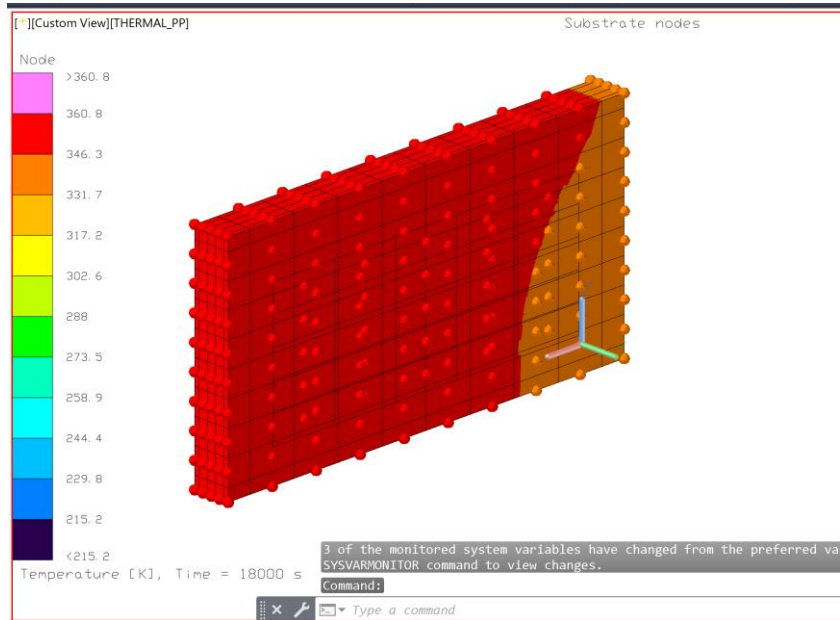 [+][Custom View][THERMAL_PP]
Substrate nodes
Node
>360.8
360.8
346.3
331.7
317.2
302.6
288
273.5
258.9
244.4
229.8
215.2
<215.2
Temperature [K], Time = 18000 s
3 of the monitored system variables have changed from the preferred va
SYSVARMONITOR command to view changes.
Command:
Type a command